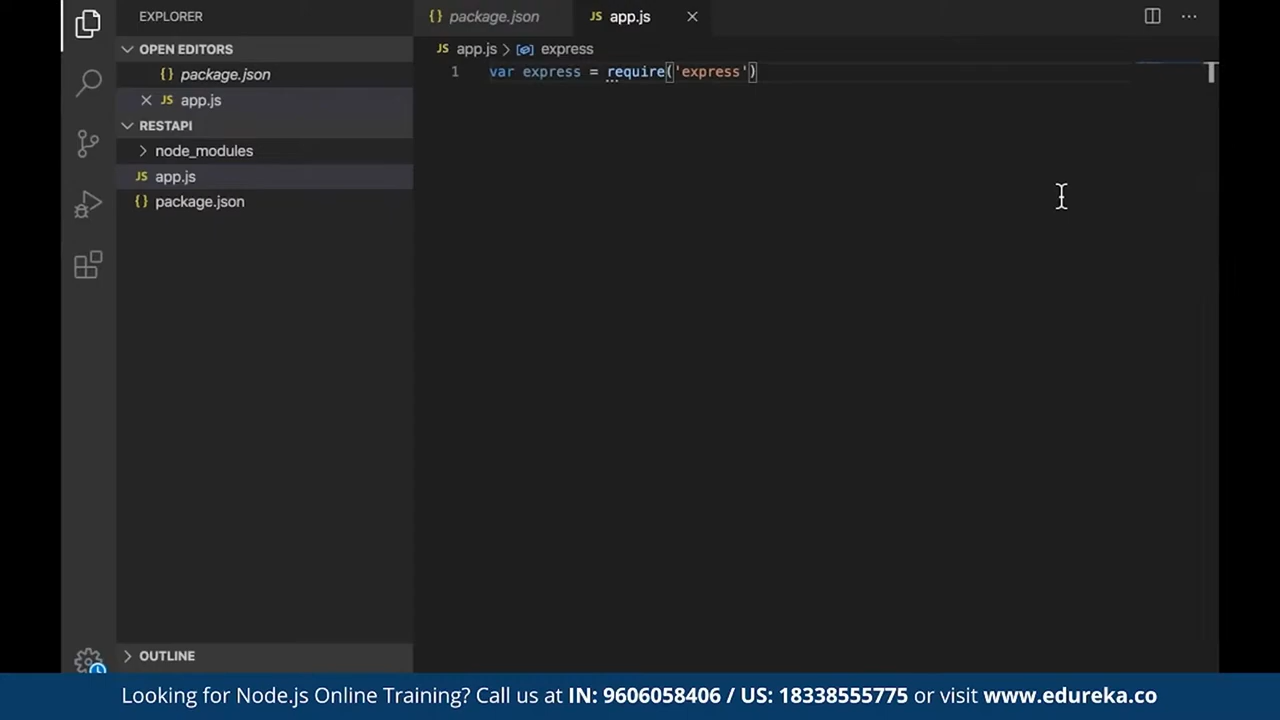 EXPLORER
OPEN EDITORS
{} package.json
JS app.js
RESTAPI
node_modules
JS app.js
{} package.json
OUTLINE
{} package.json
JS app.js
JS app.js > express
1 var express = require('express')
Looking for Node.js Online Training? Call us at IN: 9606058406 / US: 18338555775 or visit www.edureka.co